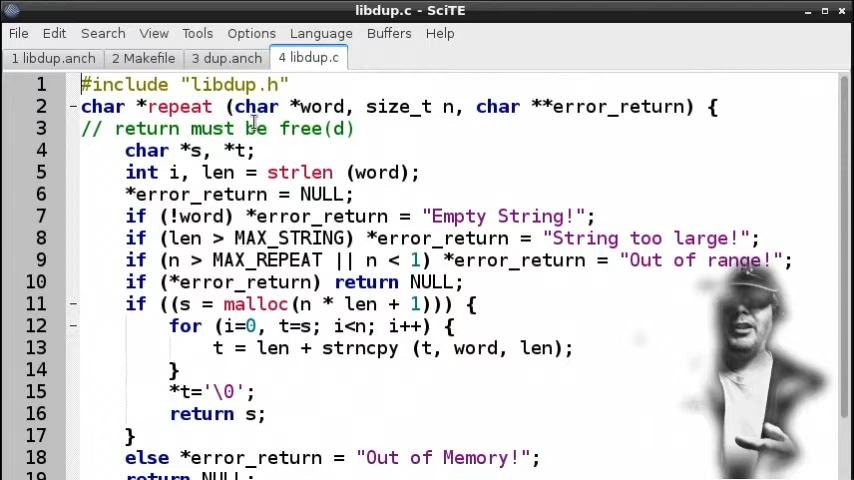 libdup.c - SciTE
File Edit Search View Tools Options Language Buffers Help
1 libdup.anch 2 Makefile 3 dup.anch 4 libdup.c
1 #include "libdup.h"
2 char *repeat (char *word, size_t n, char **error_return) {
3 // return must be free(d)
4 char *s, *t;
5 int i, len = strlen (word);
6 *error_return = NULL;
7 if (!word) *error_return = "Empty String!";
8 if (len > MAX_STRING) *error_return = "String too large!";
9 if (n > MAX_REPEAT || n < 1) *error_return = "Out of range!";
10 if (*error_return) return NULL;
11 if ((s = malloc(n * len + 1))) {
12 for (i=0, t=s; i<n; i++) {
13 t = len + strncpy (t, word, len);
14 }
15 *t='\0';
16 return s;
17 }
18 else *error_return = "Out of Memory!";
19 return NULL;